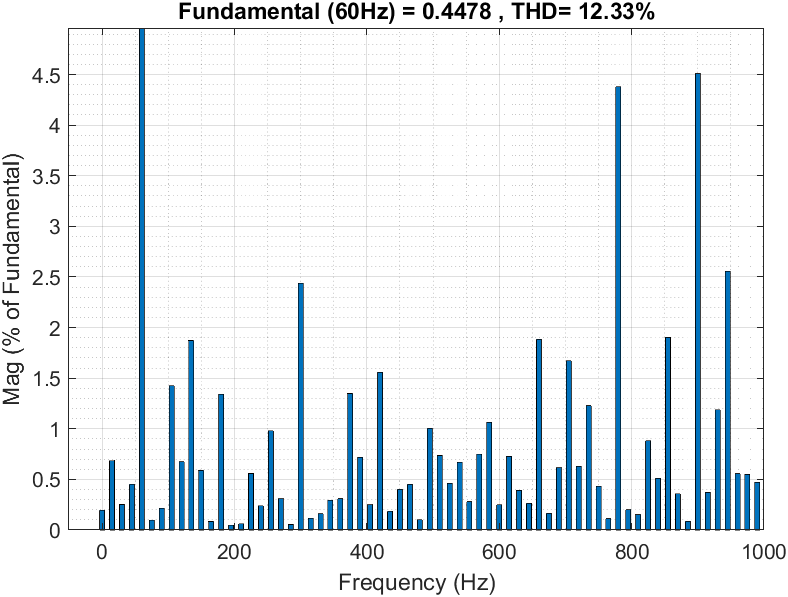 Fundamental (60Hz) = 0.4478 , THD= 12.33%
Mag (% of Fundamental)
4.5
4
3.5
3
2.5
2
1.5
1
0.5
0
0 200 400 600 800 1000
Frequency (Hz)